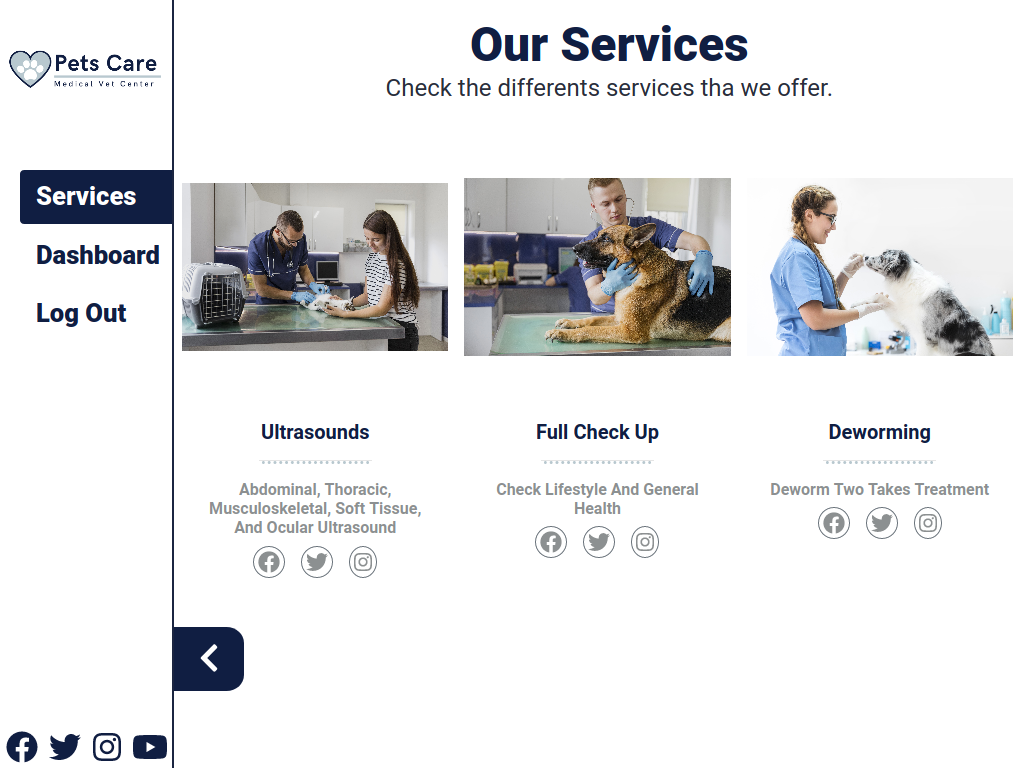 Pets Care
Medical Vet Center
Services
Dashboard
Log Out
Our Services
Check the differents services tha we offer.
Ultrasounds
Abdominal, Thoracic,
Musculoskeletal, Soft Tissue,
And Ocular Ultrasound
Full Check Up
Check Lifestyle And General
Health
Deworming
Deworm Two Takes Treatment